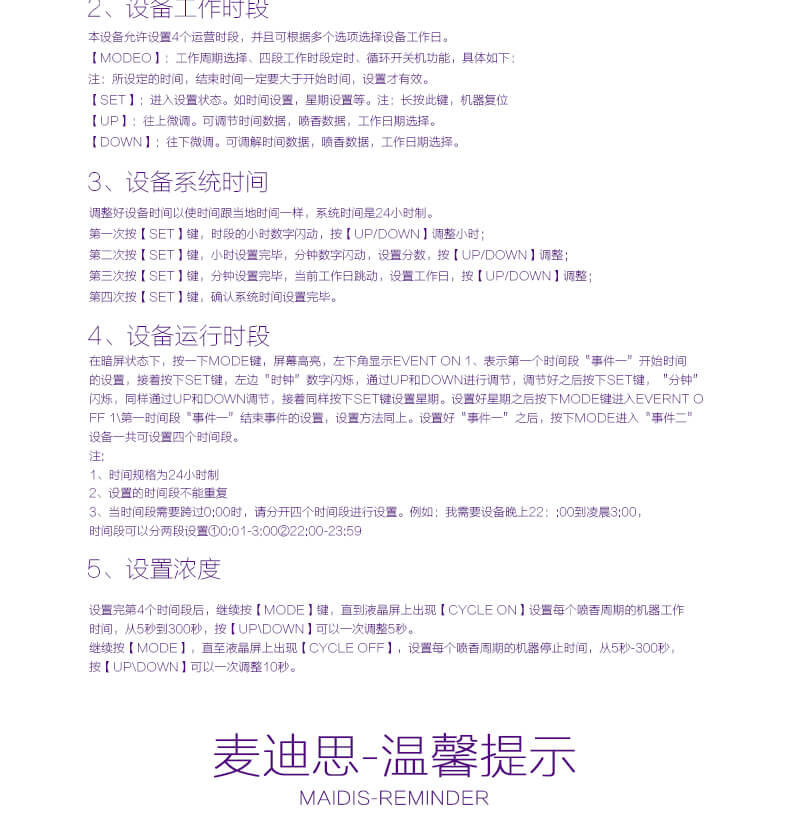 2、设备工作时段
本设备允许设置4个运营时段，并且可根据多个选项选择设备工作日。
【MODEO】：工作周期选择、四段工作时段定时、循环开关机功能，具体如下：
注：所设定的时间，结束时间一定要大于开始时间，设置才有效。
【SET】：进入设置状态。如时间设置，星期设置等。注：长按此键，机器复位
【UP】：往上微调。可调节时间数据，喷香数据，工作日期选择。
【DOWN】：往下微调。可调解时间数据，喷香数据，工作日期选择。
3、设备系统时间
调整好设备时间以使时间跟当地时间一样，系统时间是24小时制。
第一次按【SET】键，时段的小时数字闪动，按【UP/DOWN】调整小时；
第二次按【SET】键，小时设置完毕，分钟数字闪动，设置分数，按【UP/DOWN】调整；
第三次按【SET】键，分钟设置完毕，当前工作日跳动，设置工作日，按【UP/DOWN】调整；
第四次按【SET】键，确认系统时间设置完毕。
4、设备运行时段
在暗屏状态下，按一下MODE键，屏幕高亮，左下角显示EVENT ON 1、表示第一个时间段“事件一”开始时间
的设置，接着按下SET键，左边“时钟”数字闪烁，通过UP和DOWN进行调节，调节好之后按下SET键，“分钟”
闪烁，同样通过UP和DOWN调节，接着同样按下SET键设置星期。设置好星期之后按下MODE键进入EVERNT O
FF 1\第一时间段“事件一”结束事件的设置，设置方法同上。设置好“事件一”之后，按下MODE进入“事件二”
设备一共可设置四个时间段。
注：
1、时间规格为24小时制
2、设置的时间段不能重复
3、当时间段需要跨过0:00时，请分开四个时间段进行设置。例如：我需要设备晚上22：:00到凌晨3:00，
时间段可以分两段设置①0:01-3:00②22:00-23:59
5、设置浓度
设置完第4个时间段后，继续按【MODE】键，直到液晶屏上出现【CYCLE ON】设置每个喷香周期的机器工作
时间，从5秒到300秒，按【UP\DOWN】可以一次调整5秒。
继续按【MODE】，直至液晶屏上出现【CYCLE OFF】，设置每个喷香周期的机器停止时间，从5秒-300秒，
按【UP\DOWN】可以一次调整10秒。
麦迪思-温馨提示
MAIDIS-REMINDER